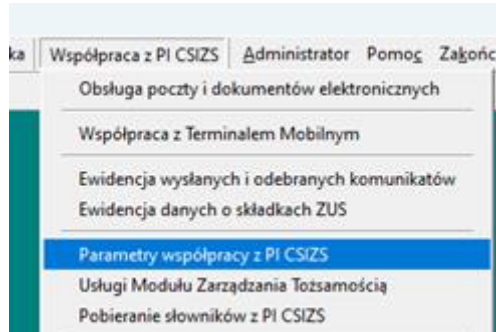 ka Współpraca z PI CSIZS Administrator Pomoc Zakońc
Obsługa poczty i dokumentów elektronicznych
Współpraca z Terminalem Mobilnym
Ewidencja wysłanych i odebranych komunikatów
Ewidencja danych o składkach ZUS
Parametry współpracy z PI CSIZS
Usługi Modułu Zarządzania Tożsamością
Pobieranie słowników z PI CSIZS